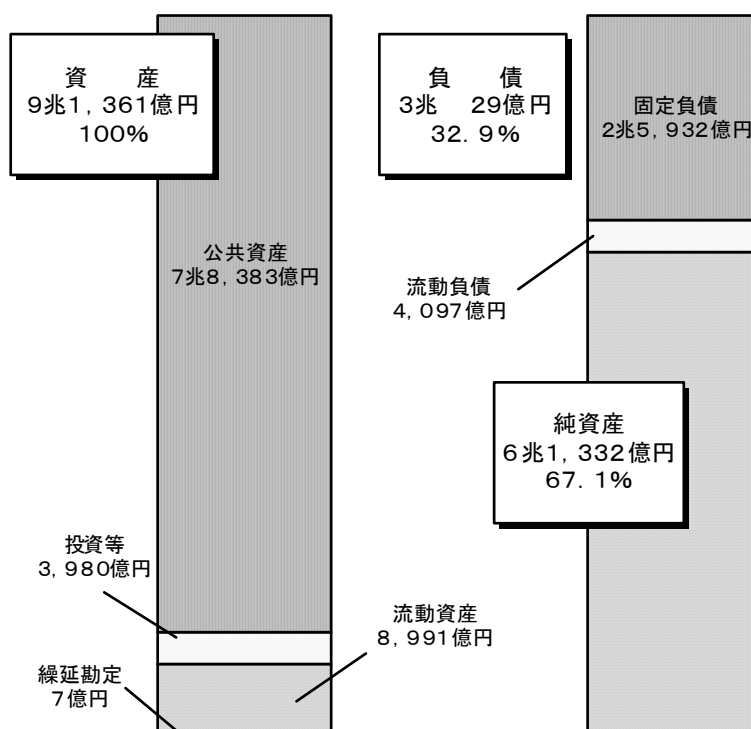 資　産
9兆1，361億円
100%
公共資産
7兆8，383億円
投資等
3，980億円
繰延勘定
7億円
流動資産
8，991億円
負　債
3兆　29億円
32．9%
固定負債
2兆5，932億円
流動負債
4，097億円
純資産
6兆1，332億円
67．1%